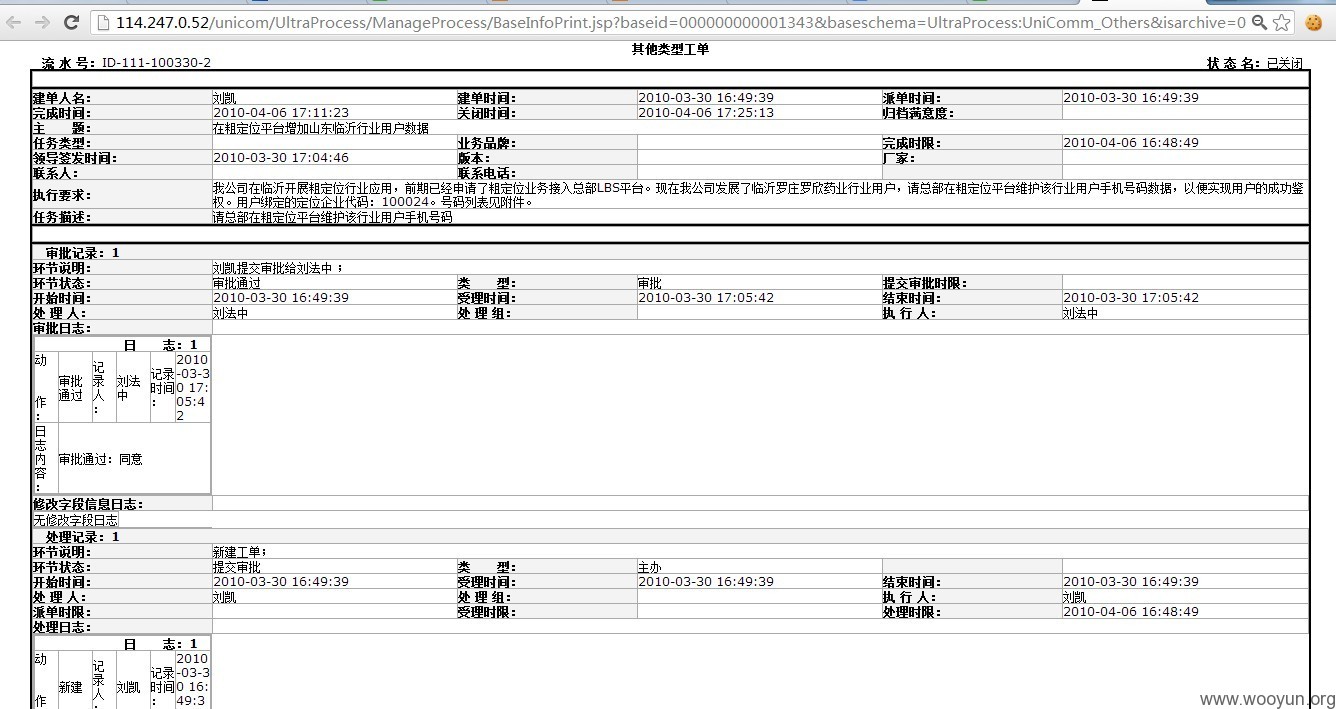 114.247.0.52/unicom/UltraProcess/ManageProcess/BaseInfoPrint.jsp?baseid=000000000001343&baseschema=UltraProcess:UniComm_Others&isarchive=0
其他类型工单
流 水 号: ID-111-100330-2 状 态 名: 已关闭
建单人名: 刘凯 建单时间: 2010-03-30 16:49:39 派单时间: 2010-03-30 16:49:39
完成时间: 2010-04-06 17:11:23 关闭时间: 2010-04-06 17:25:13 归档满意度:
主 题: 在粗定位平台增加山东临沂行业用户数据
任务类型: 业务品牌: 完成时限: 2010-04-06 16:48:49
领导签发时间: 2010-03-30 17:04:46 版本: 厂家:
联系人: 联系电话:
执行要求: 我公司在临沂开展粗定位行业应用，前期已经申请了粗定位业务接入总部LBS平台。现在我公司发展了临沂罗庄罗欣药业行业用户，请总部在粗定位平台维护该行业用户手机号码数据，以便实现用户的成功鉴
权。用户绑定的定位企业代码：100024。号码列表见附件。
任务描述: 请总部在粗定位平台维护该行业用户手机号码
审批记录: 1
环节说明: 刘凯提交审批给刘法中 ;
环节状态: 审批通过 类 型: 审批 提交审批时限:
开始时间: 2010-03-30 16:49:39 受理时间: 2010-03-30 17:05:42 结束时间: 2010-03-30 17:05:42
处 理 人: 刘法中 处 理 组: 执 行 人: 刘法中
审批日志:
日 志: 1
动 作: 审批通过 记录人: 刘法中 记录时间: 2010-03-30 17:05:42
日志内容: 审批通过: 同意
修改字段信息日志:
无修改字段日志
处理记录: 1
环节说明: 新建工单;
环节状态: 提交审批 类 型: 主办
开始时间: 2010-03-30 16:49:39 受理时间: 2010-03-30 16:49:39 结束时间: 2010-03-30 16:49:39
处 理 人: 刘凯 处 理 组: 执 行 人: 刘凯
派单时限: 受理时限: 处理时限: 2010-04-06 16:48:49
处理日志:
日 志: 1
动 作 新建 记录人: 刘凯 记录时间: 2010-03-30 16:49:3
www.wooyun.org